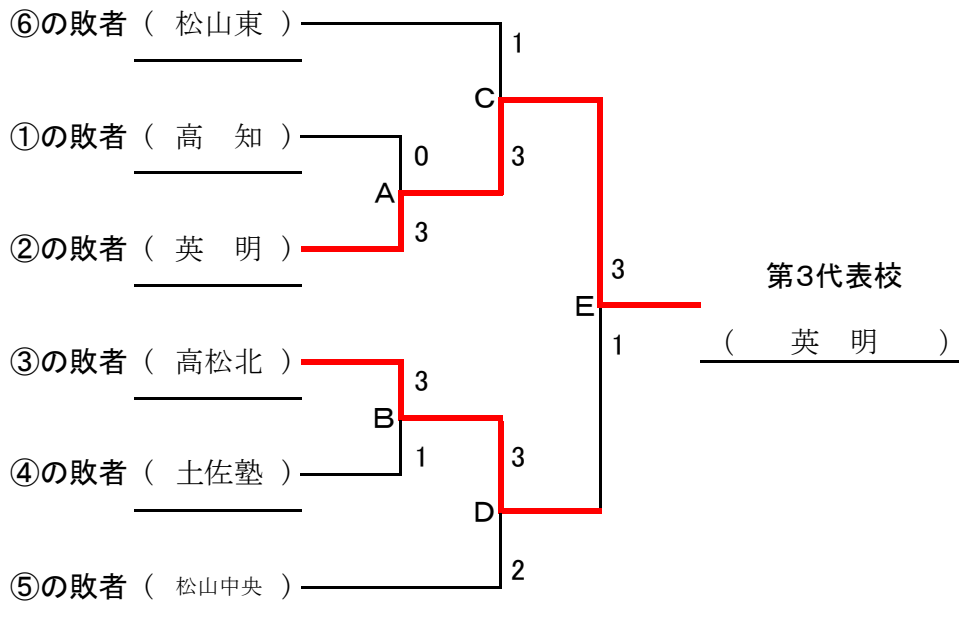 ⑥の敗者 ( 松山東 )
1
C
①の敗者 ( 高　知 )
0
3
A
②の敗者 ( 英　明 )
3
3
第3代表校
E
1
( 英　明 )
③の敗者 ( 高松北 )
3
B
1
3
④の敗者 ( 土佐塾 )
D
2
⑤の敗者 ( 松山中央 )